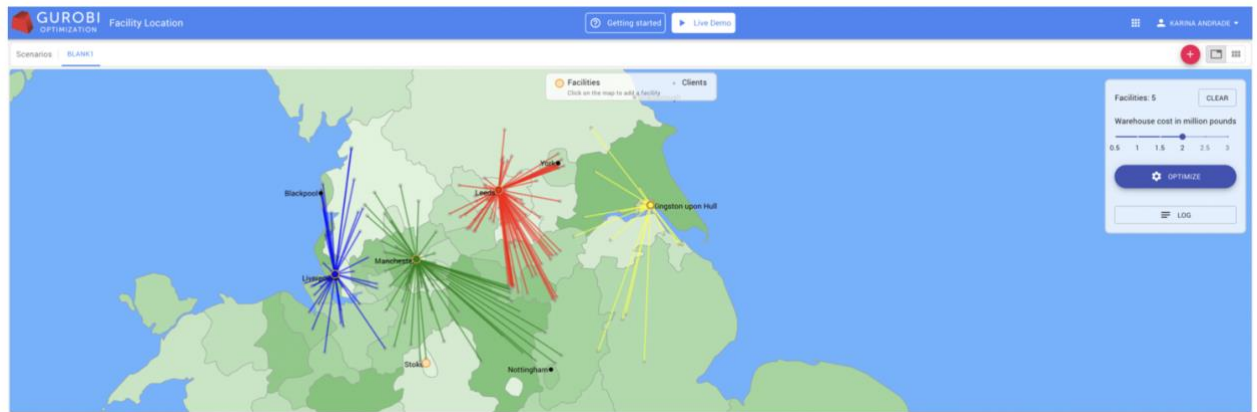 GUROBI
OPTIMIZATION
Facility Location
Getting started
Live Demo
KARINA ANDRADE
Scenarios
BLANK1
Facilities
Clients
Click on the map to add a facility
Facilities: 5
CLEAR
Warehouse cost in million pounds
0.5 1 1.5 2 2.5 3
OPTIMIZE
LOG
York
Blackpool
Leeds
Kingston upon Hull
Manchester
Stoke
Nottingham